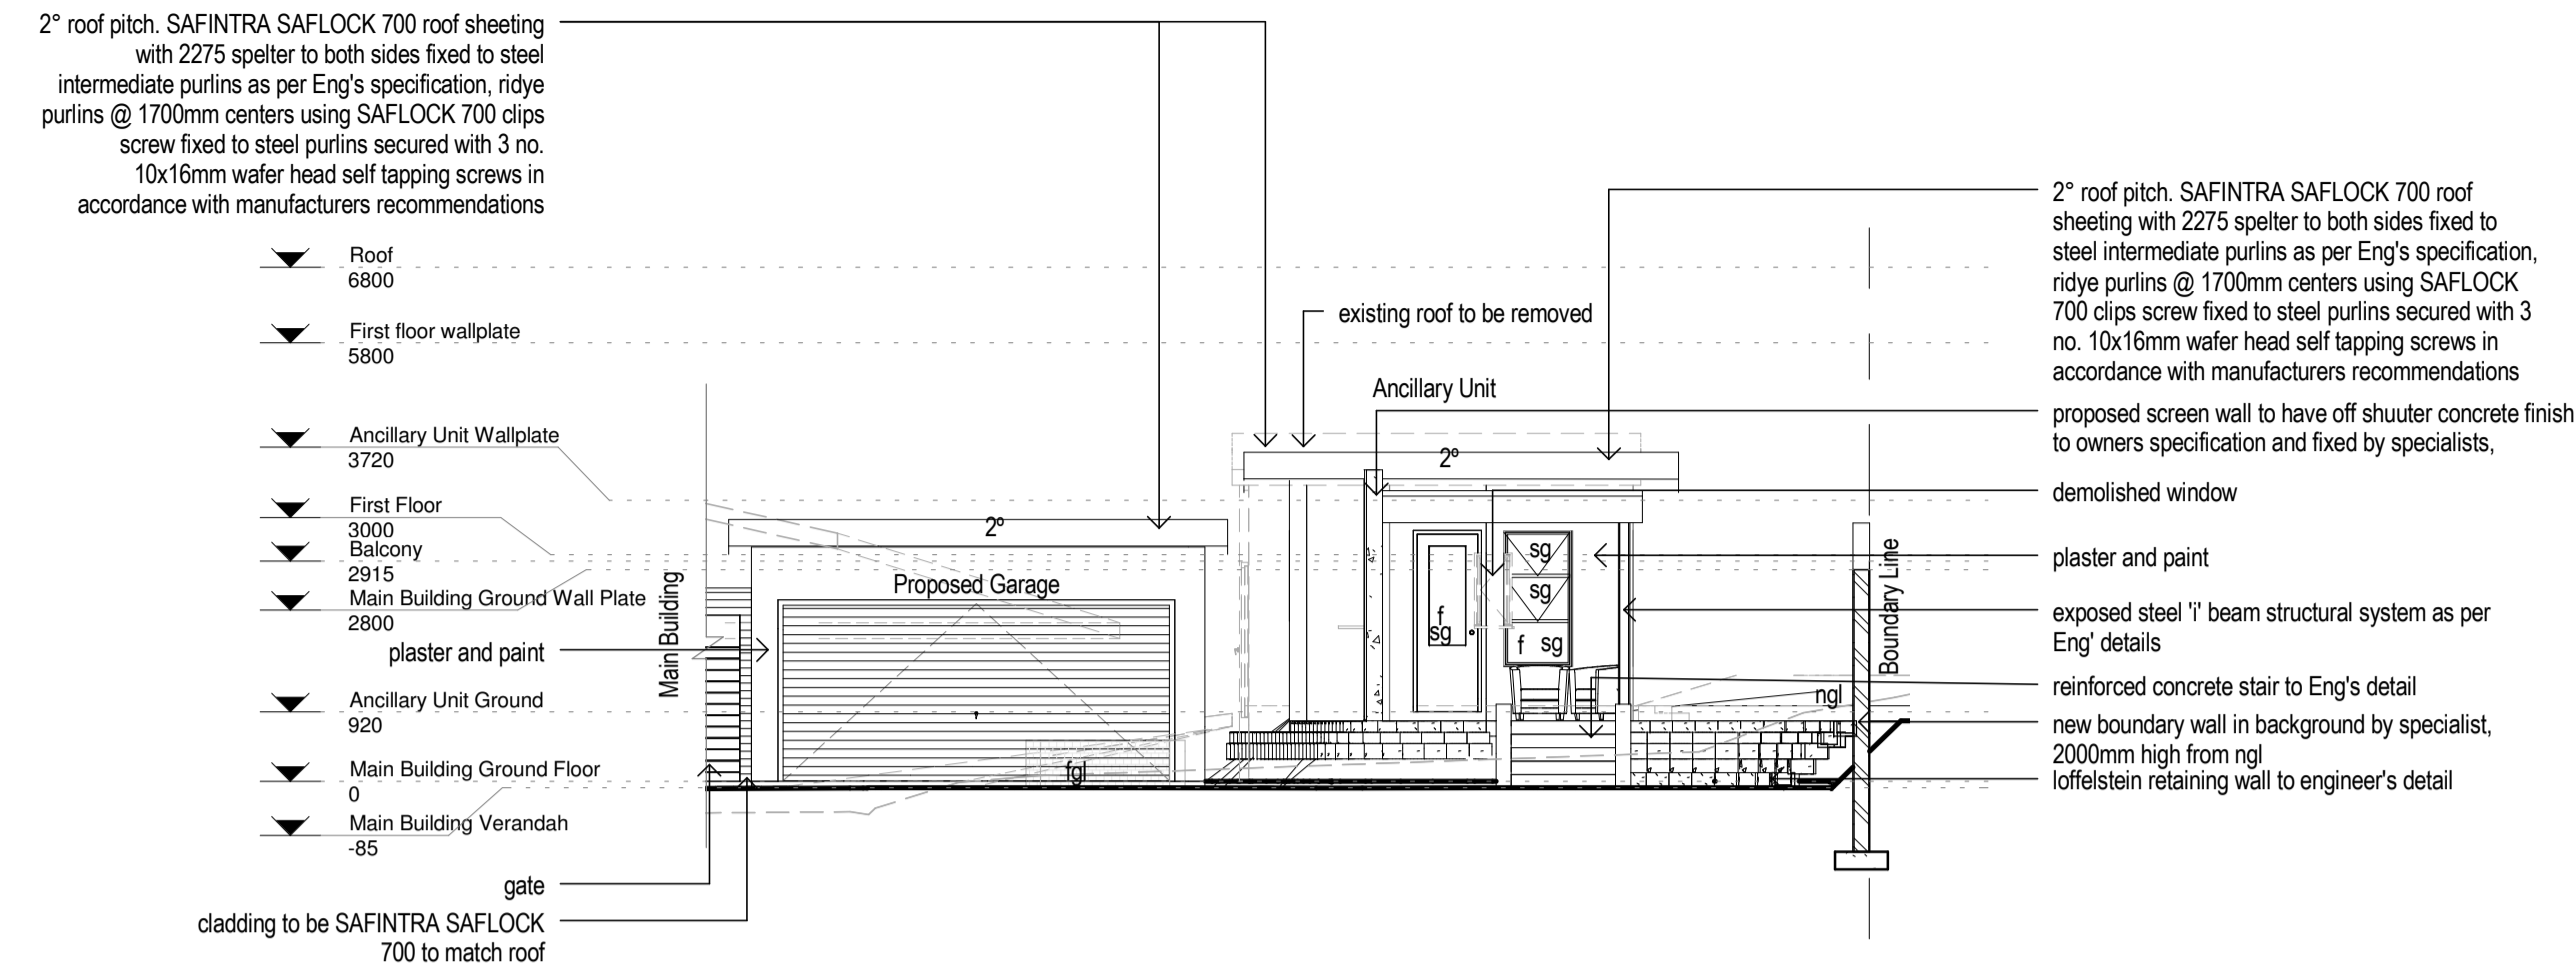 2° roof pitch. SAFINTRA SAFLOCK 700 roof sheeting
with 2275 spelter to both sides fixed to steel
intermediate purlins as per Eng's specification, ridye
purlins @ 1700mm centers using SAFLOCK 700 clips
screw fixed to steel purlins secured with 3 no.
10x16mm wafer head self tapping screws in
accordance with manufacturers recommendations
Roof
6800
First floor wallplate
5800
Ancillary Unit Wallplate
3720
First Floor
3000
Balcony
2915
Main Building Ground Wall Plate
2800
plaster and paint
Ancillary Unit Ground
920
Main Building Ground Floor
0
Main Building Verandah
-85
gate
cladding to be SAFINTRA SAFLOCK
700 to match roof
Main Building
2°
Proposed Garage
fgl
existing roof to be removed
Ancillary Unit
2°
f
sg
sg
sg
f sg
ngl
Boundary Line
2° roof pitch. SAFINTRA SAFLOCK 700 roof
sheeting with 2275 spelter to both sides fixed to
steel intermediate purlins as per Eng's specification,
ridye purlins @ 1700mm centers using SAFLOCK
700 clips screw fixed to steel purlins secured with 3
no. 10x16mm wafer head self tapping screws in
accordance with manufacturers recommendations
proposed screen wall to have off shuuter concrete finish
to owners specification and fixed by specialists,
demolished window
plaster and paint
exposed steel 'i' beam structural system as per
Eng' details
reinforced concrete stair to Eng's detail
new boundary wall in background by specialist,
2000mm high from ngl
loffelstein retaining wall to engineer's detail